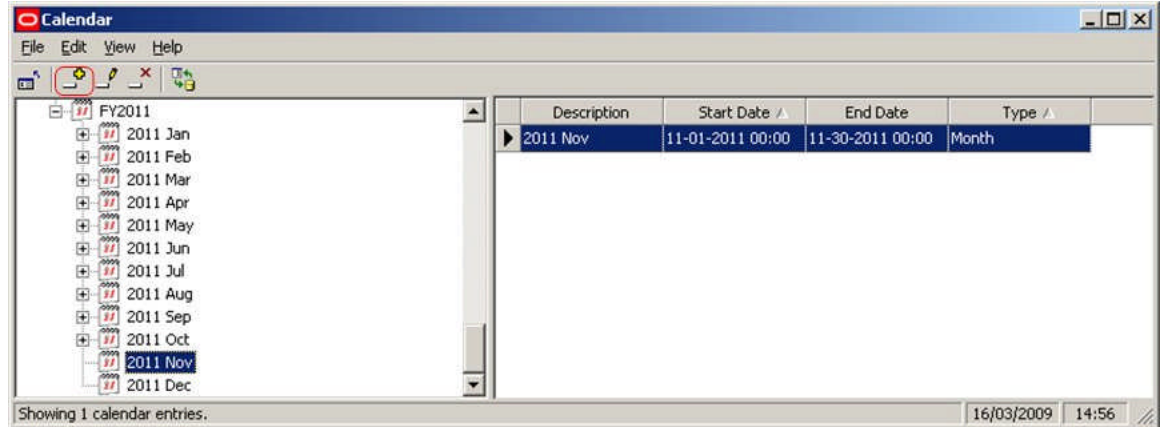 Calendar
File Edit View Help
FY2011
2011 Jan
2011 Feb
2011 Mar
2011 Apr
2011 May
2011 Jun
2011 Jul
2011 Aug
2011 Sep
2011 Oct
2011 Nov
2011 Dec
Description Start Date End Date Type
2011 Nov 11-01-2011 00:00 11-30-2011 00:00 Month
Showing 1 calendar entries. 16/03/2009 14:56